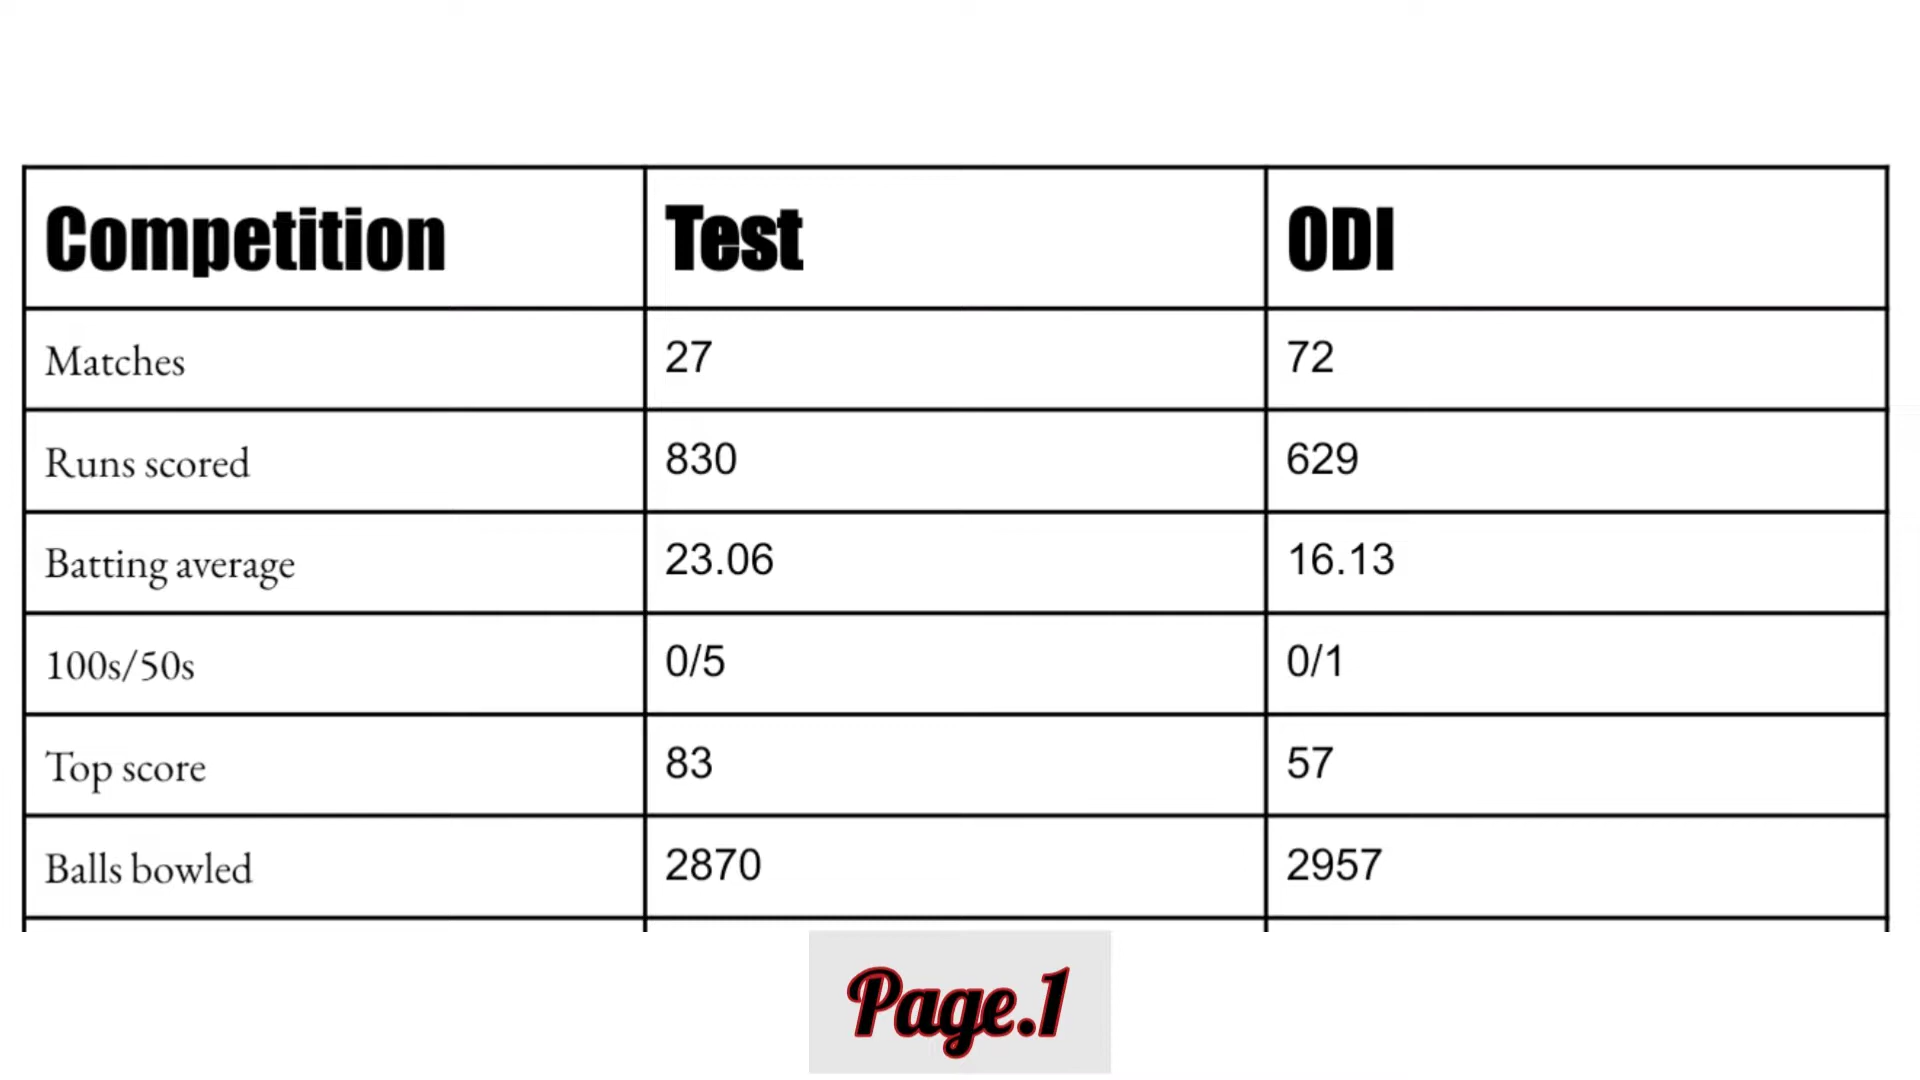 Competition Test ODI
Matches 27 72
Runs scored 830 629
Batting average 23.06 16.13
100s/50s 0/5 0/1
Top score 83 57
Balls bowled 2870 2957
Page.1